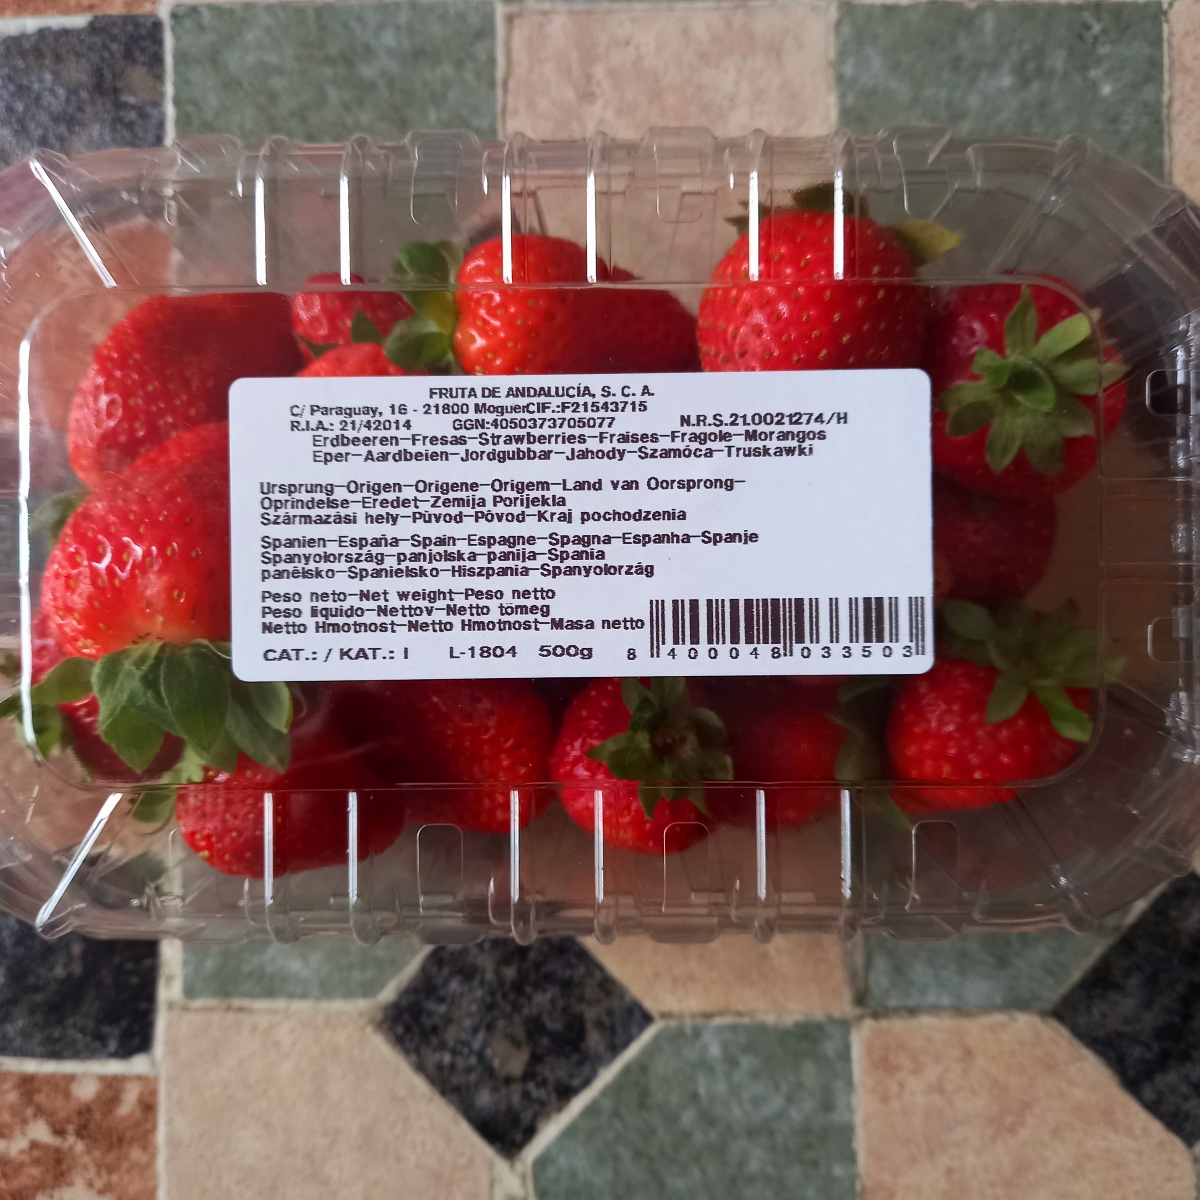 FRUTA DE ANDALUCÍA, S. C. A.
C/ Paraguay, 16 - 21800 MoguerCIF.:F21543715
R.I.A.: 21/42014 GGN:4050373705077 N.R.S.21.0021274/H
Erdbeeren-Fresas-Strawberries-Fraises-Fragole-Morangos
Eper-Aardbeien-Jordgubbar-Jahody-Szamóca-Truskawki
Ursprung-Origen-Origene-Origem-Land van Oorsprong-
Oprindelse-Eredet-Zemija Porijekla
Származási hely-Pùvod-Pôvod-Kraj pochodzenia
Spanien-España-Spain-Espagne-Spagna-Espanha-Spanje
Spanyolország-panjolska-panija-Spania
panêlsko-Spanielsko-Hiszpania-Spanyolorzág
Peso neto-Net weight-Peso netto
Peso liquido-Nettov-Netto tömeg
Netto Hmotnost-Netto Hmotnost-Masa netto
CAT.: / KAT.: I L-1804 500g
8 400048 033503